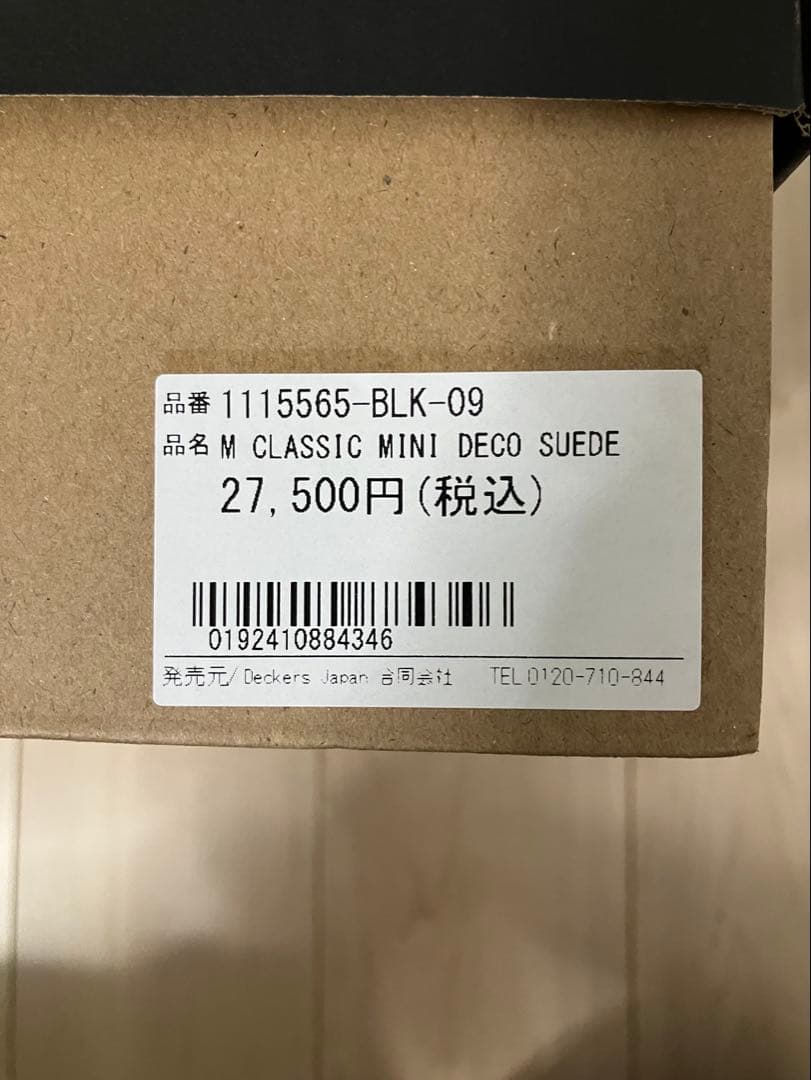 品番 1115565-BLK-09
品名 M CLASSIC MINI DECO SUEDE
27,500円(税込)
0192410884346
発売元/Deckers Japan 合同会社 TEL 0120-710-844